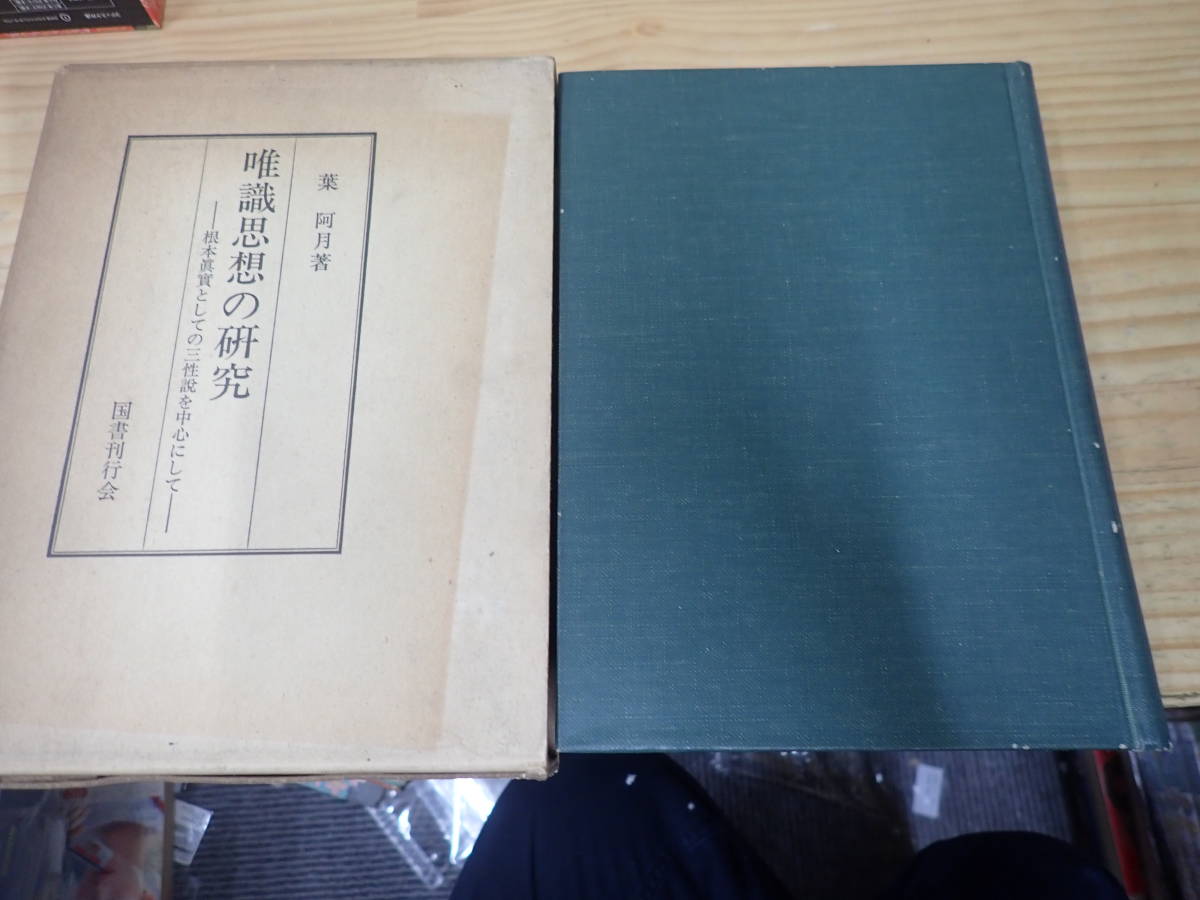 葉 阿月著
唯識思想の研究
──根本眞實としての三性説を中心にして──
国書刊行会